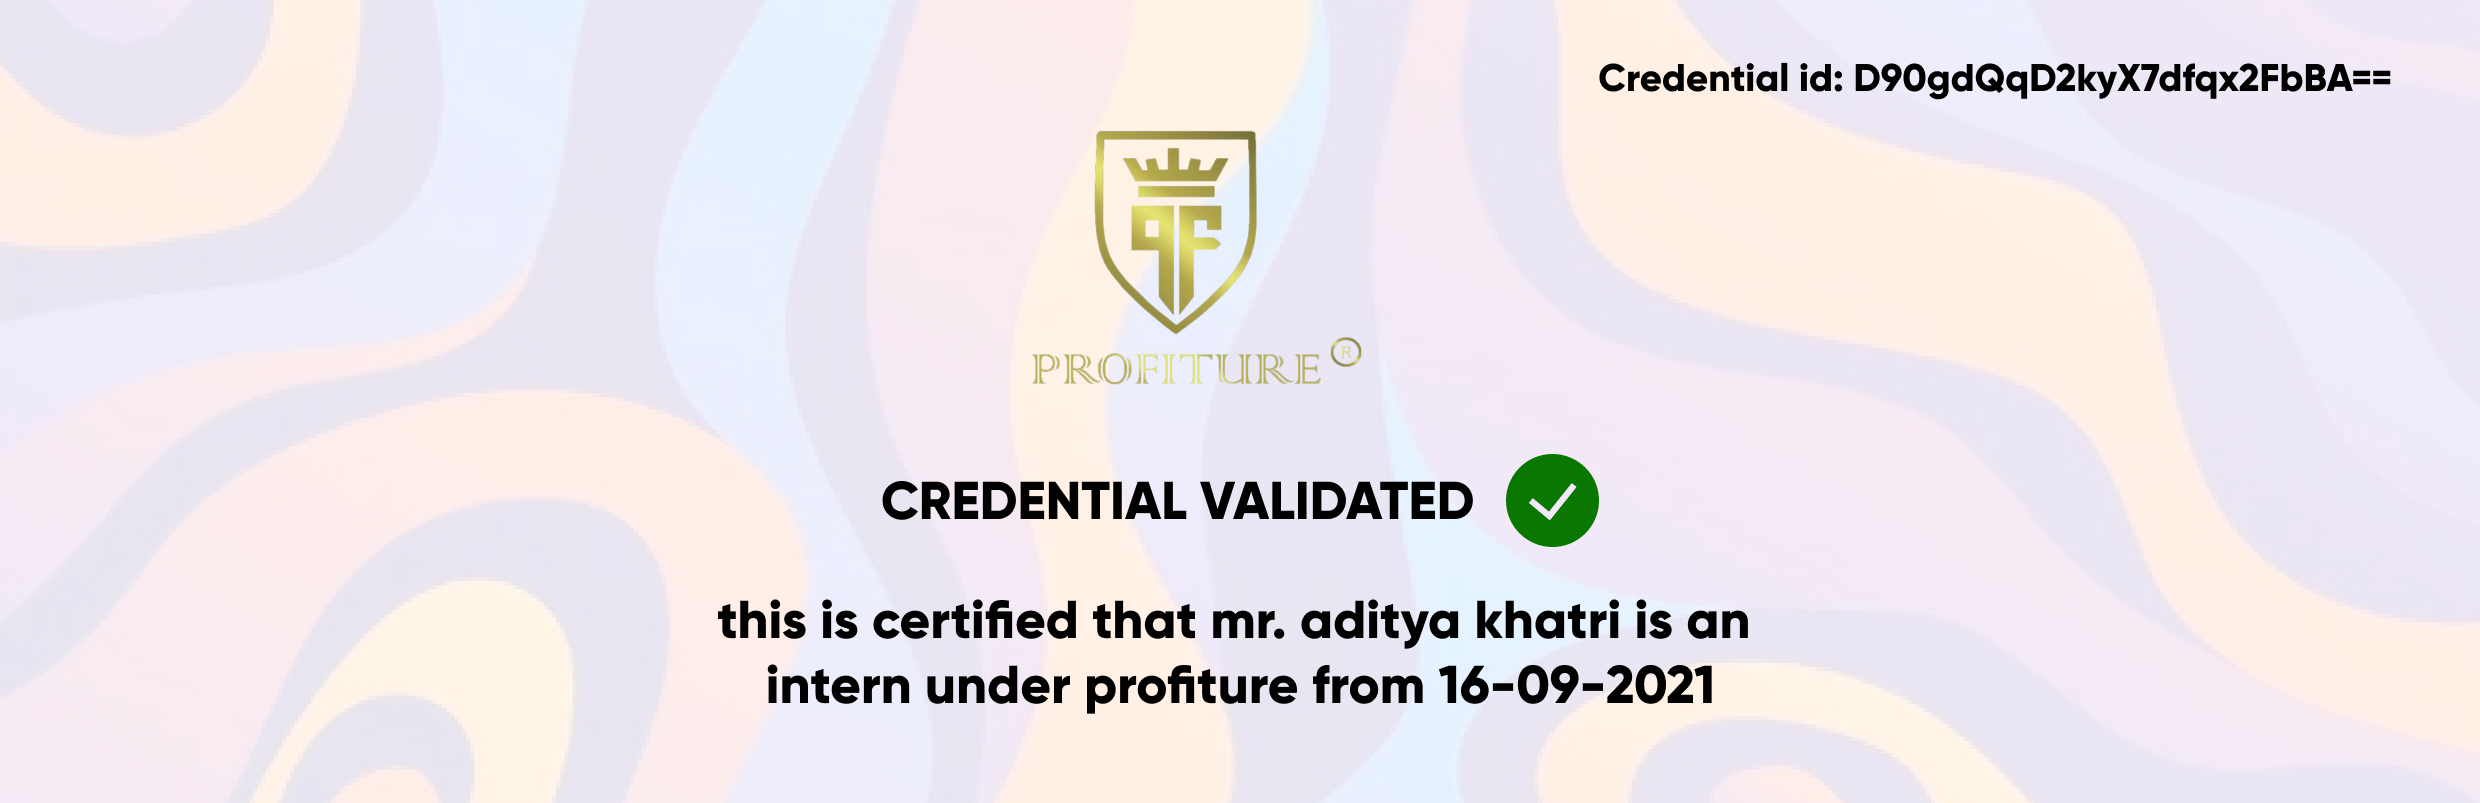 Credential id: D90gdQqD2kyX7dfqx2FbBA==
PF
PROFITURE ®
CREDENTIAL VALIDATED
this is certified that mr. aditya khatri is an
intern under profiture from 16-09-2021